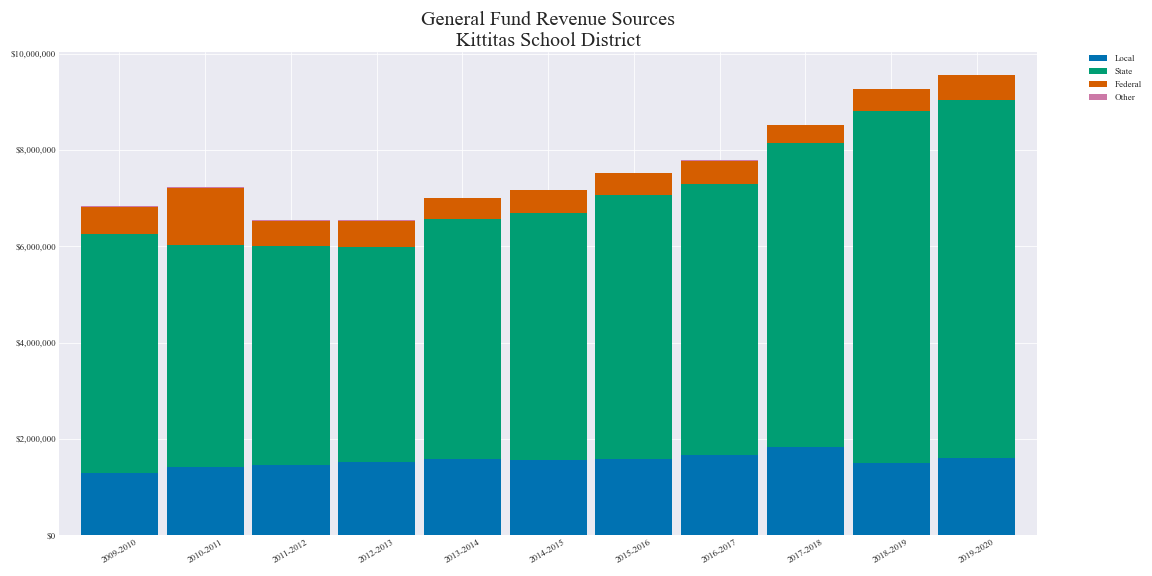 General Fund Revenue Sources
Kittitas School District
$10,000,000
$8,000,000
$6,000,000
$4,000,000
$2,000,000
$0
2009-2010
2010-2011
2011-2012
2012-2013
2013-2014
2014-2015
2015-2016
2016-2017
2017-2018
2018-2019
2019-2020
Local
State
Federal
Other